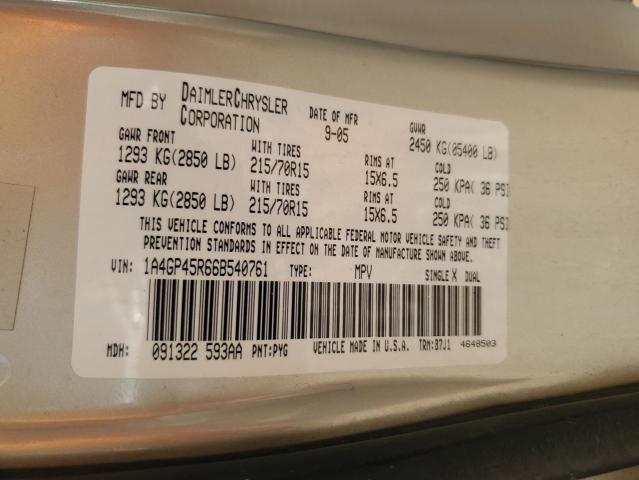 MFD BY DAIMLERCHRYSLER CORPORATION
DATE OF MFR 9-05
GVWR 2450 KG(05400 LB)
GAWR FRONT WITH TIRES RIMS AT COLD
1293 KG(2850 LB) 215/70R15 15X6.5 250 KPA( 36 PSI
GAWR REAR WITH TIRES RIMS AT COLD
1293 KG(2850 LB) 215/70R15 15X6.5 250 KPA( 36 PSI
THIS VEHICLE CONFORMS TO ALL APPLICABLE FEDERAL MOTOR VEHICLE SAFETY AND THEFT
PREVENTION STANDARDS IN EFFECT ON THE DATE OF MANUFACTURE SHOWN ABOVE.
VIN: 1A4GP45R66B540761 TYPE: MPV SINGLE X DUAL
MDH: 091322 593AA PNT:PYG VEHICLE MADE IN U.S.A. TRM:B7J1 4648503